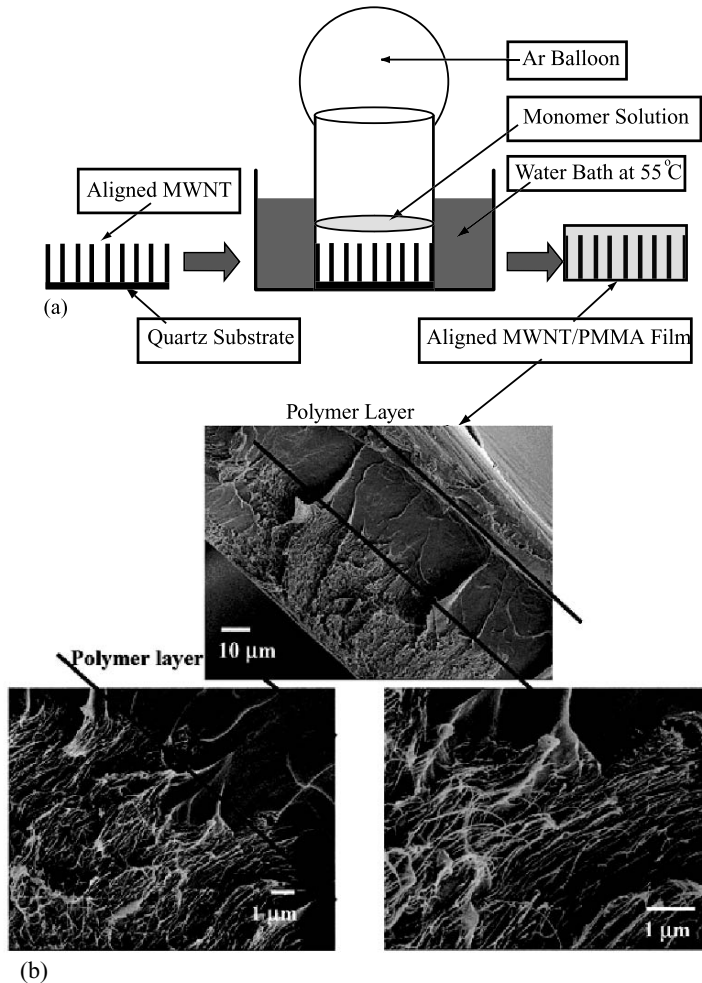 Ar Balloon
Monomer Solution
Water Bath at 55°C
Aligned MWNT
(a)
Quartz Substrate
Aligned MWNT/PMMA Film
Polymer Layer
10 μm
Polymer layer
1 μm
1 μm
(b)